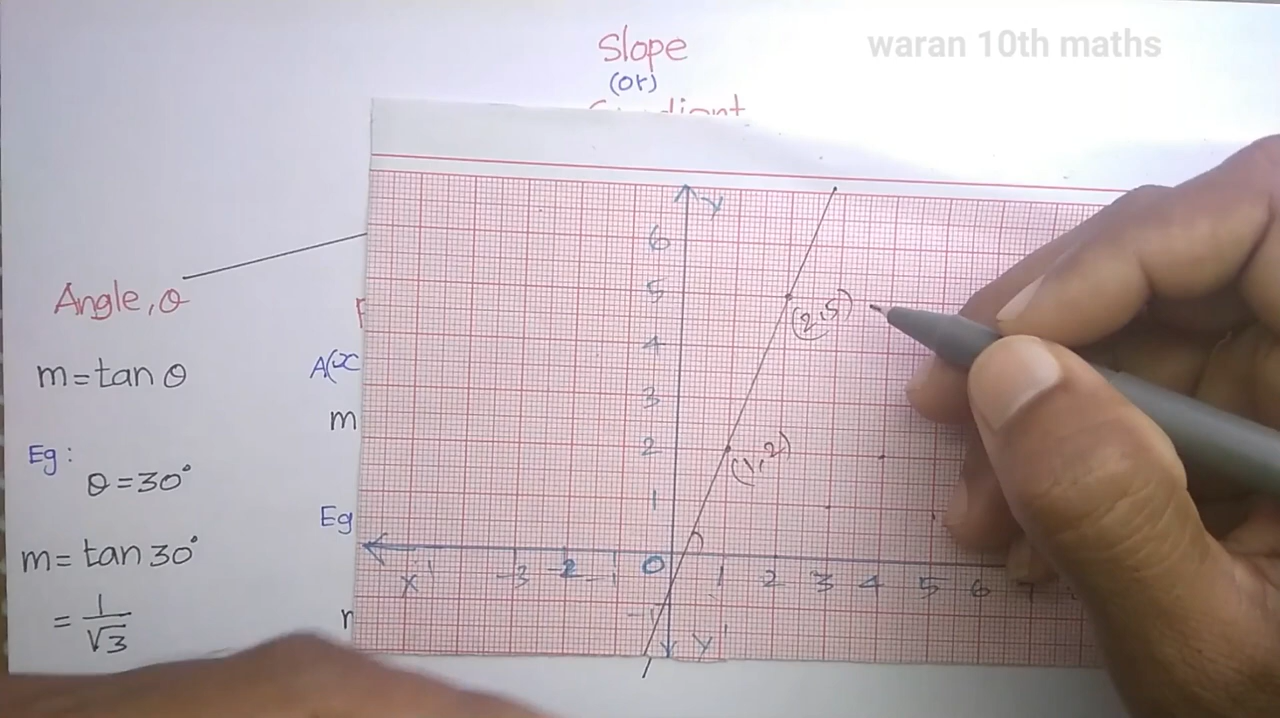 Slope
(or)
waran 10th maths
Angle, θ
m = tan θ
Eg :
θ = 30°
m = tan 30°
= 1/√3
A(x
m
Eg
Y
6
5
4
3
2
1
0
-1
Y'
X'
-3 -2 -1
1 2 3 4 5 6 7
(2,5)
(1,2)